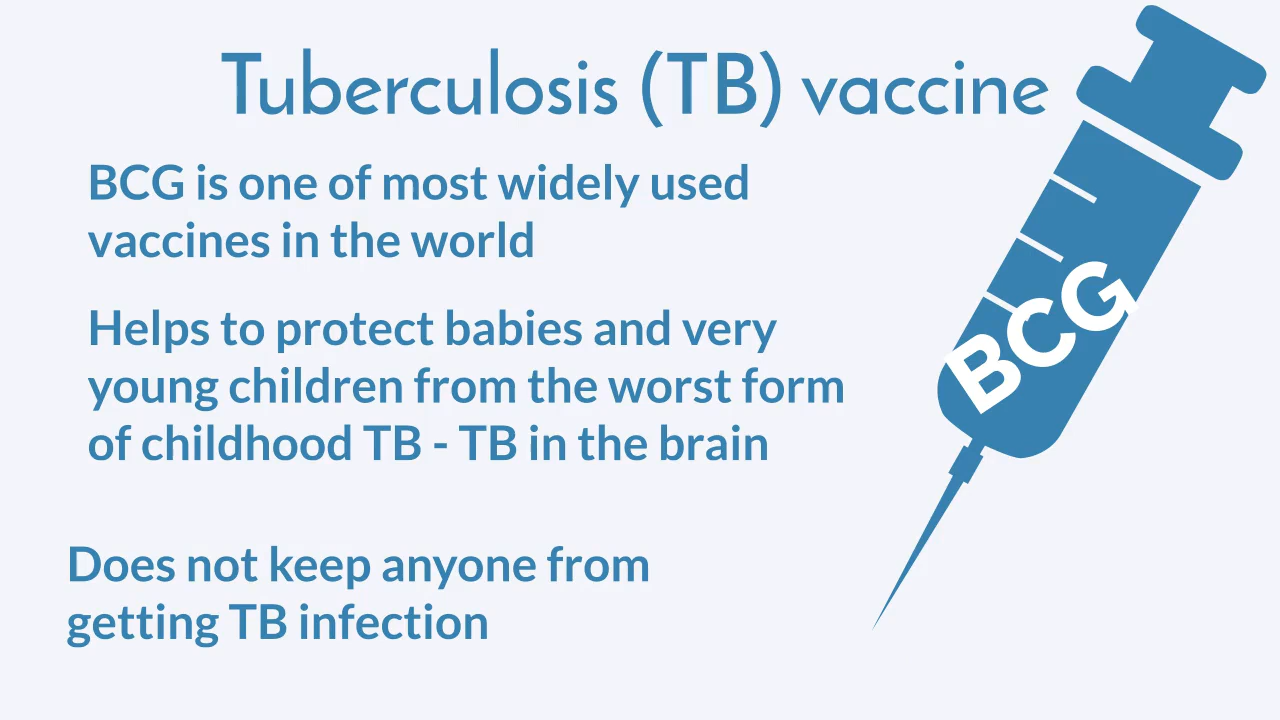 Tuberculosis (TB) vaccine
BCG is one of most widely used
vaccines in the world
Helps to protect babies and very
young children from the worst form
of childhood TB - TB in the brain
Does not keep anyone from
getting TB infection
BCG